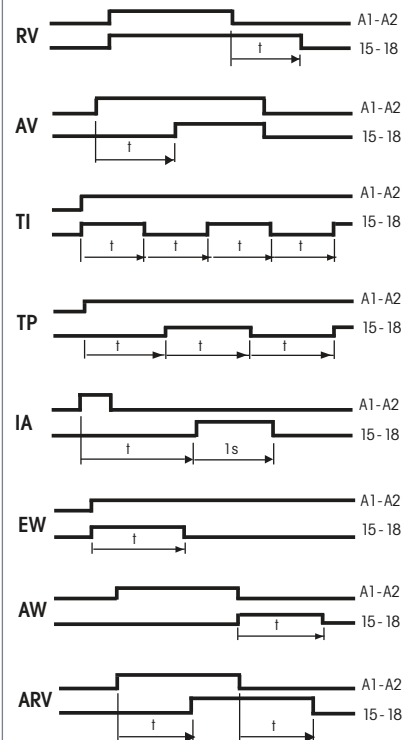 RV
A1-A2
t
15-18
AV
A1-A2
15-18
t
TI
A1-A2
15-18
t t t t
TP
A1-A2
15-18
t t t
IA
A1-A2
15-18
t 1s
EW
A1-A2
15-18
t
AW
A1-A2
t
15-18
ARV
A1-A2
15-18
t t